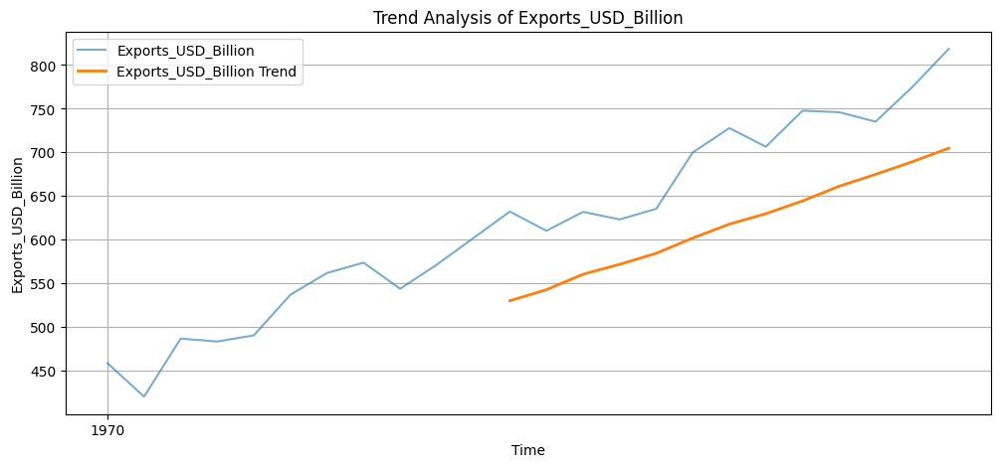 Trend Analysis of Exports_USD_Billion
Exports_USD_Billion
Exports_USD_Billion Trend
Exports_USD_Billion
800
750
700
650
600
550
500
450
1970
Time